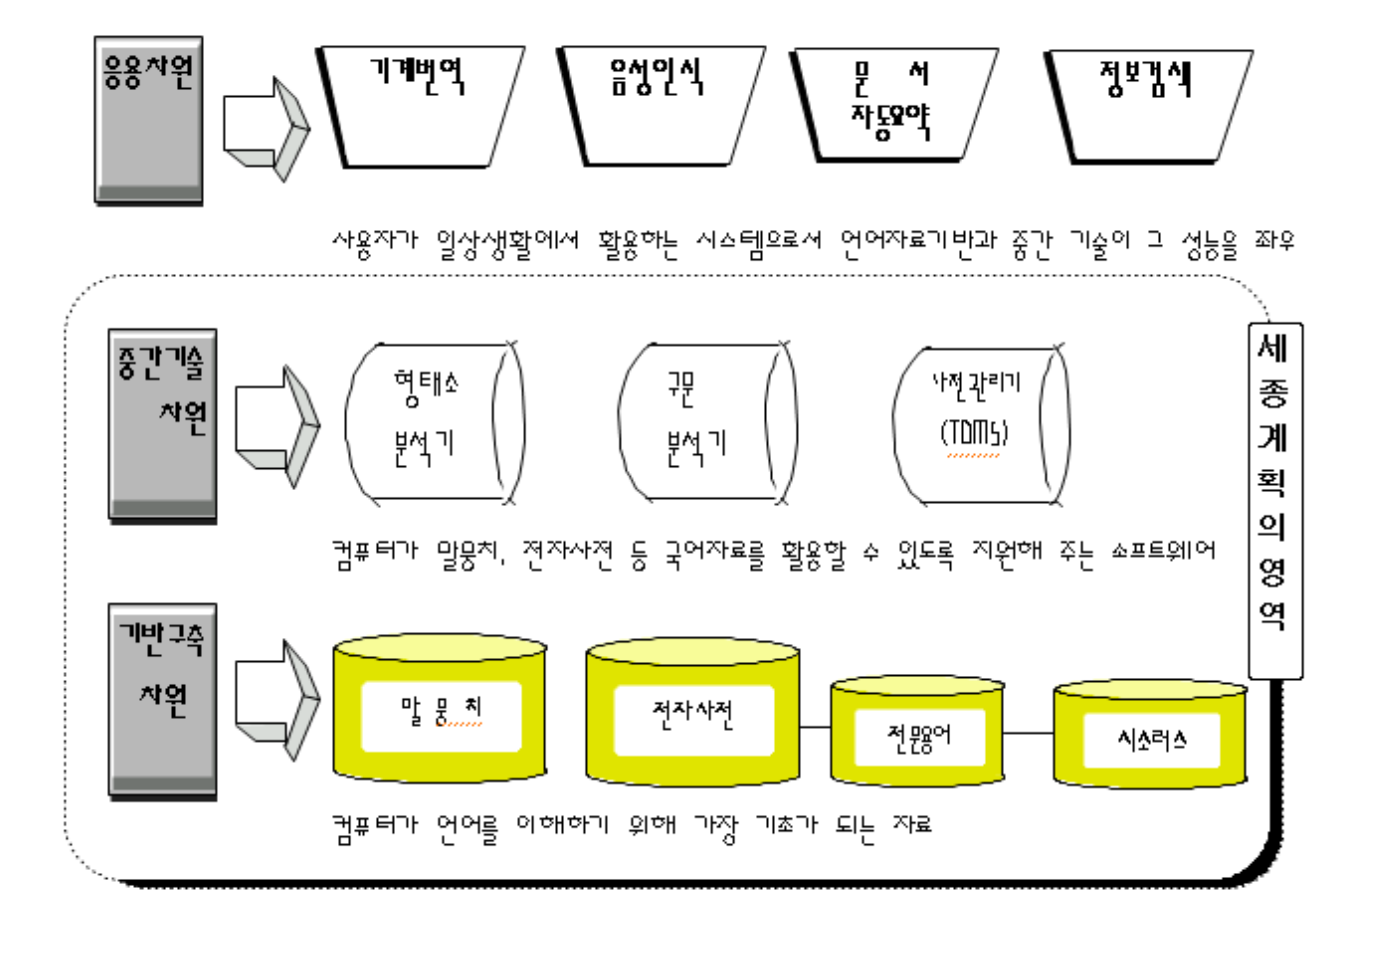 응용차원
기계번역
음성인식
문 서
자동요약
정보검색
사용자가 일상생활에서 활용하는 시스템으로서 언어자료기반과 중간 기술이 그 성능을 좌우
중간기술
차원
형태소
분석기
구문
분석기
사전관리기
(TDMS)
컴퓨터가 말뭉치, 전자사전 등 국어자료를 활용할 수 있도록 지원해 주는 소프트웨어
세
종
계
획
의
영
역
기반구축
차원
말 뭉 치
전자사전
전문용어
시소러스
컴퓨터가 언어를 이해하기 위해 가장 기초가 되는 자료